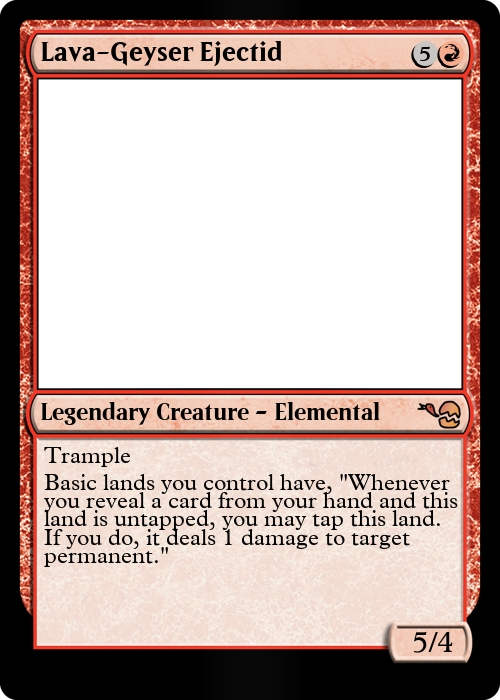 Lava-Geyser Ejectid
5
Legendary Creature - Elemental
Trample
Basic lands you control have, "Whenever
you reveal a card from your hand and this
land is untapped, you may tap this land.
If you do, it deals 1 damage to target
permanent."
5/4